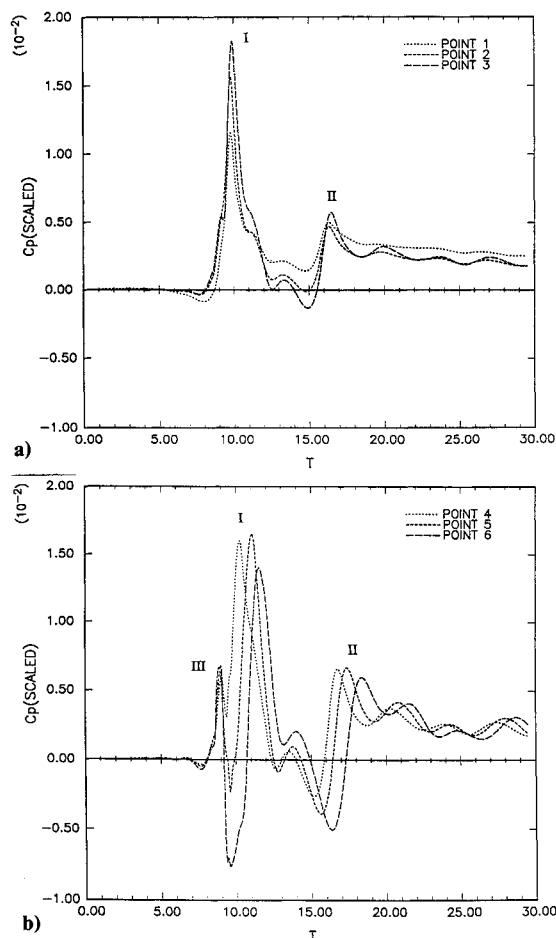 (10⁻²)
2.00
I
POINT 1
POINT 2
POINT 3
1.50
1.00
Cp(SCALED)
II
0.50
0.00
-0.50
-1.00
0.00 5.00 10.00 15.00 20.00 25.00 30.00
a)
T
(10⁻²)
2.00
I
POINT 4
POINT 5
POINT 6
1.50
1.00
Cp(SCALED)
III
II
0.50
0.00
-0.50
-1.00
0.00 5.00 10.00 15.00 20.00 25.00 30.00
b)
T